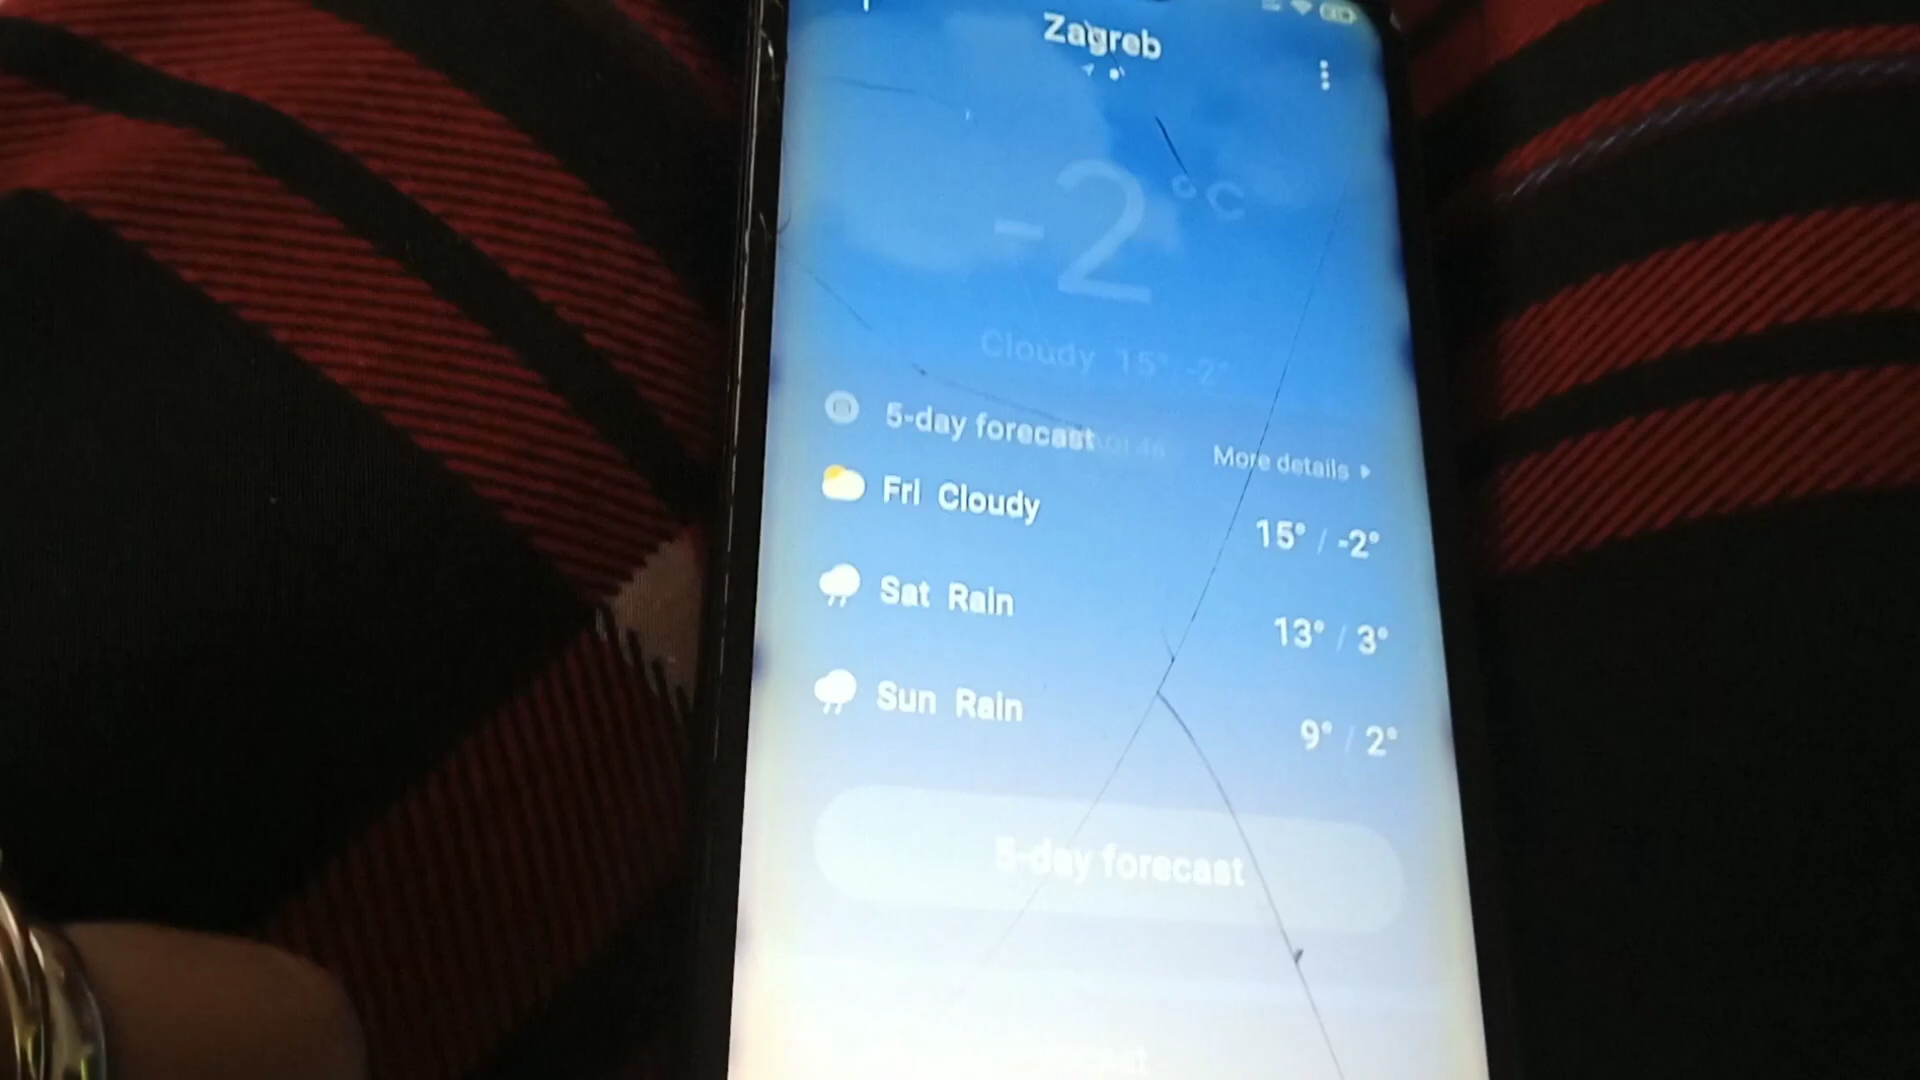 Zagreb
-2°C
Cloudy 15° -2°
5-day forecast
More details
Fri Cloudy 15° / -2°
Sat Rain 13° / 3°
Sun Rain 9° / 2°
5-day forecast